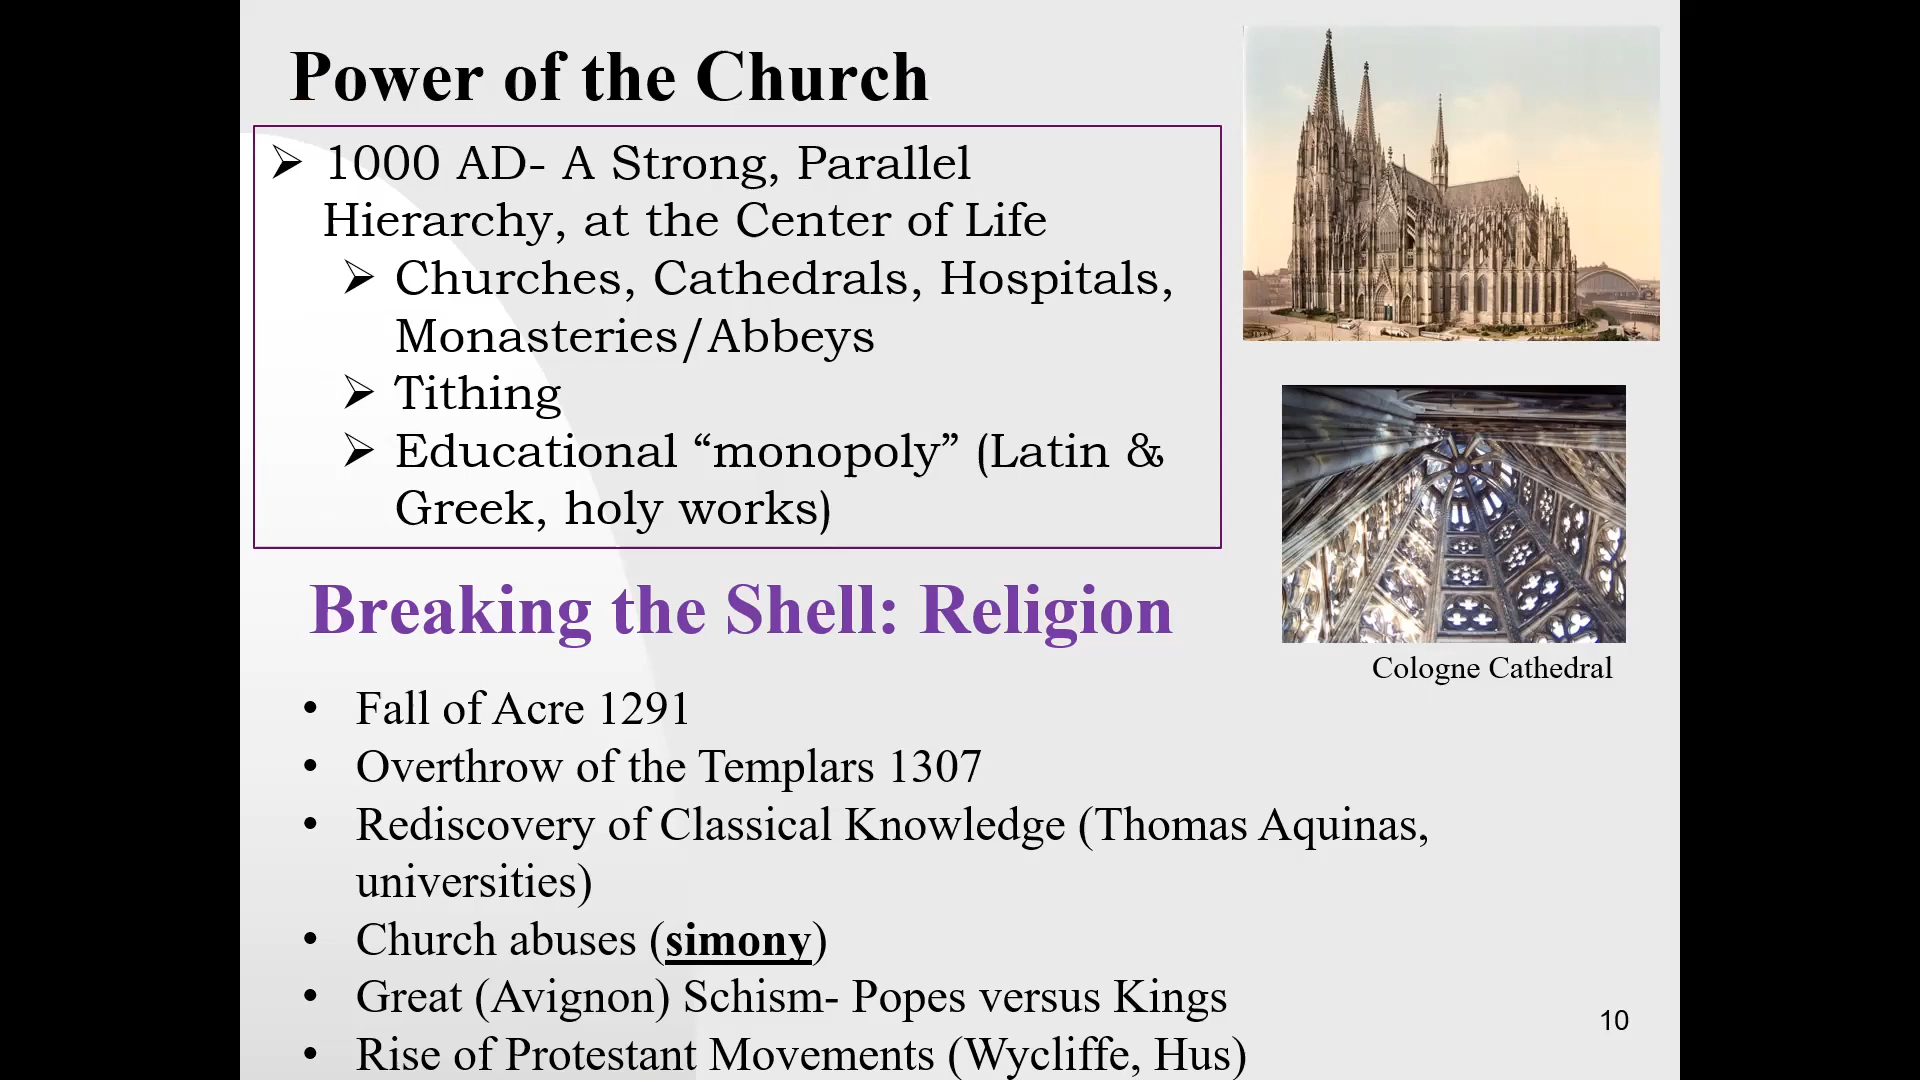 Power of the Church
➢ 1000 AD- A Strong, Parallel
Hierarchy, at the Center of Life
➢ Churches, Cathedrals, Hospitals,
Monasteries/Abbeys
➢ Tithing
➢ Educational “monopoly” (Latin &
Greek, holy works)
Breaking the Shell: Religion
Cologne Cathedral
• Fall of Acre 1291
• Overthrow of the Templars 1307
• Rediscovery of Classical Knowledge (Thomas Aquinas,
universities)
• Church abuses (simony)
• Great (Avignon) Schism- Popes versus Kings
• Rise of Protestant Movements (Wycliffe, Hus)
10